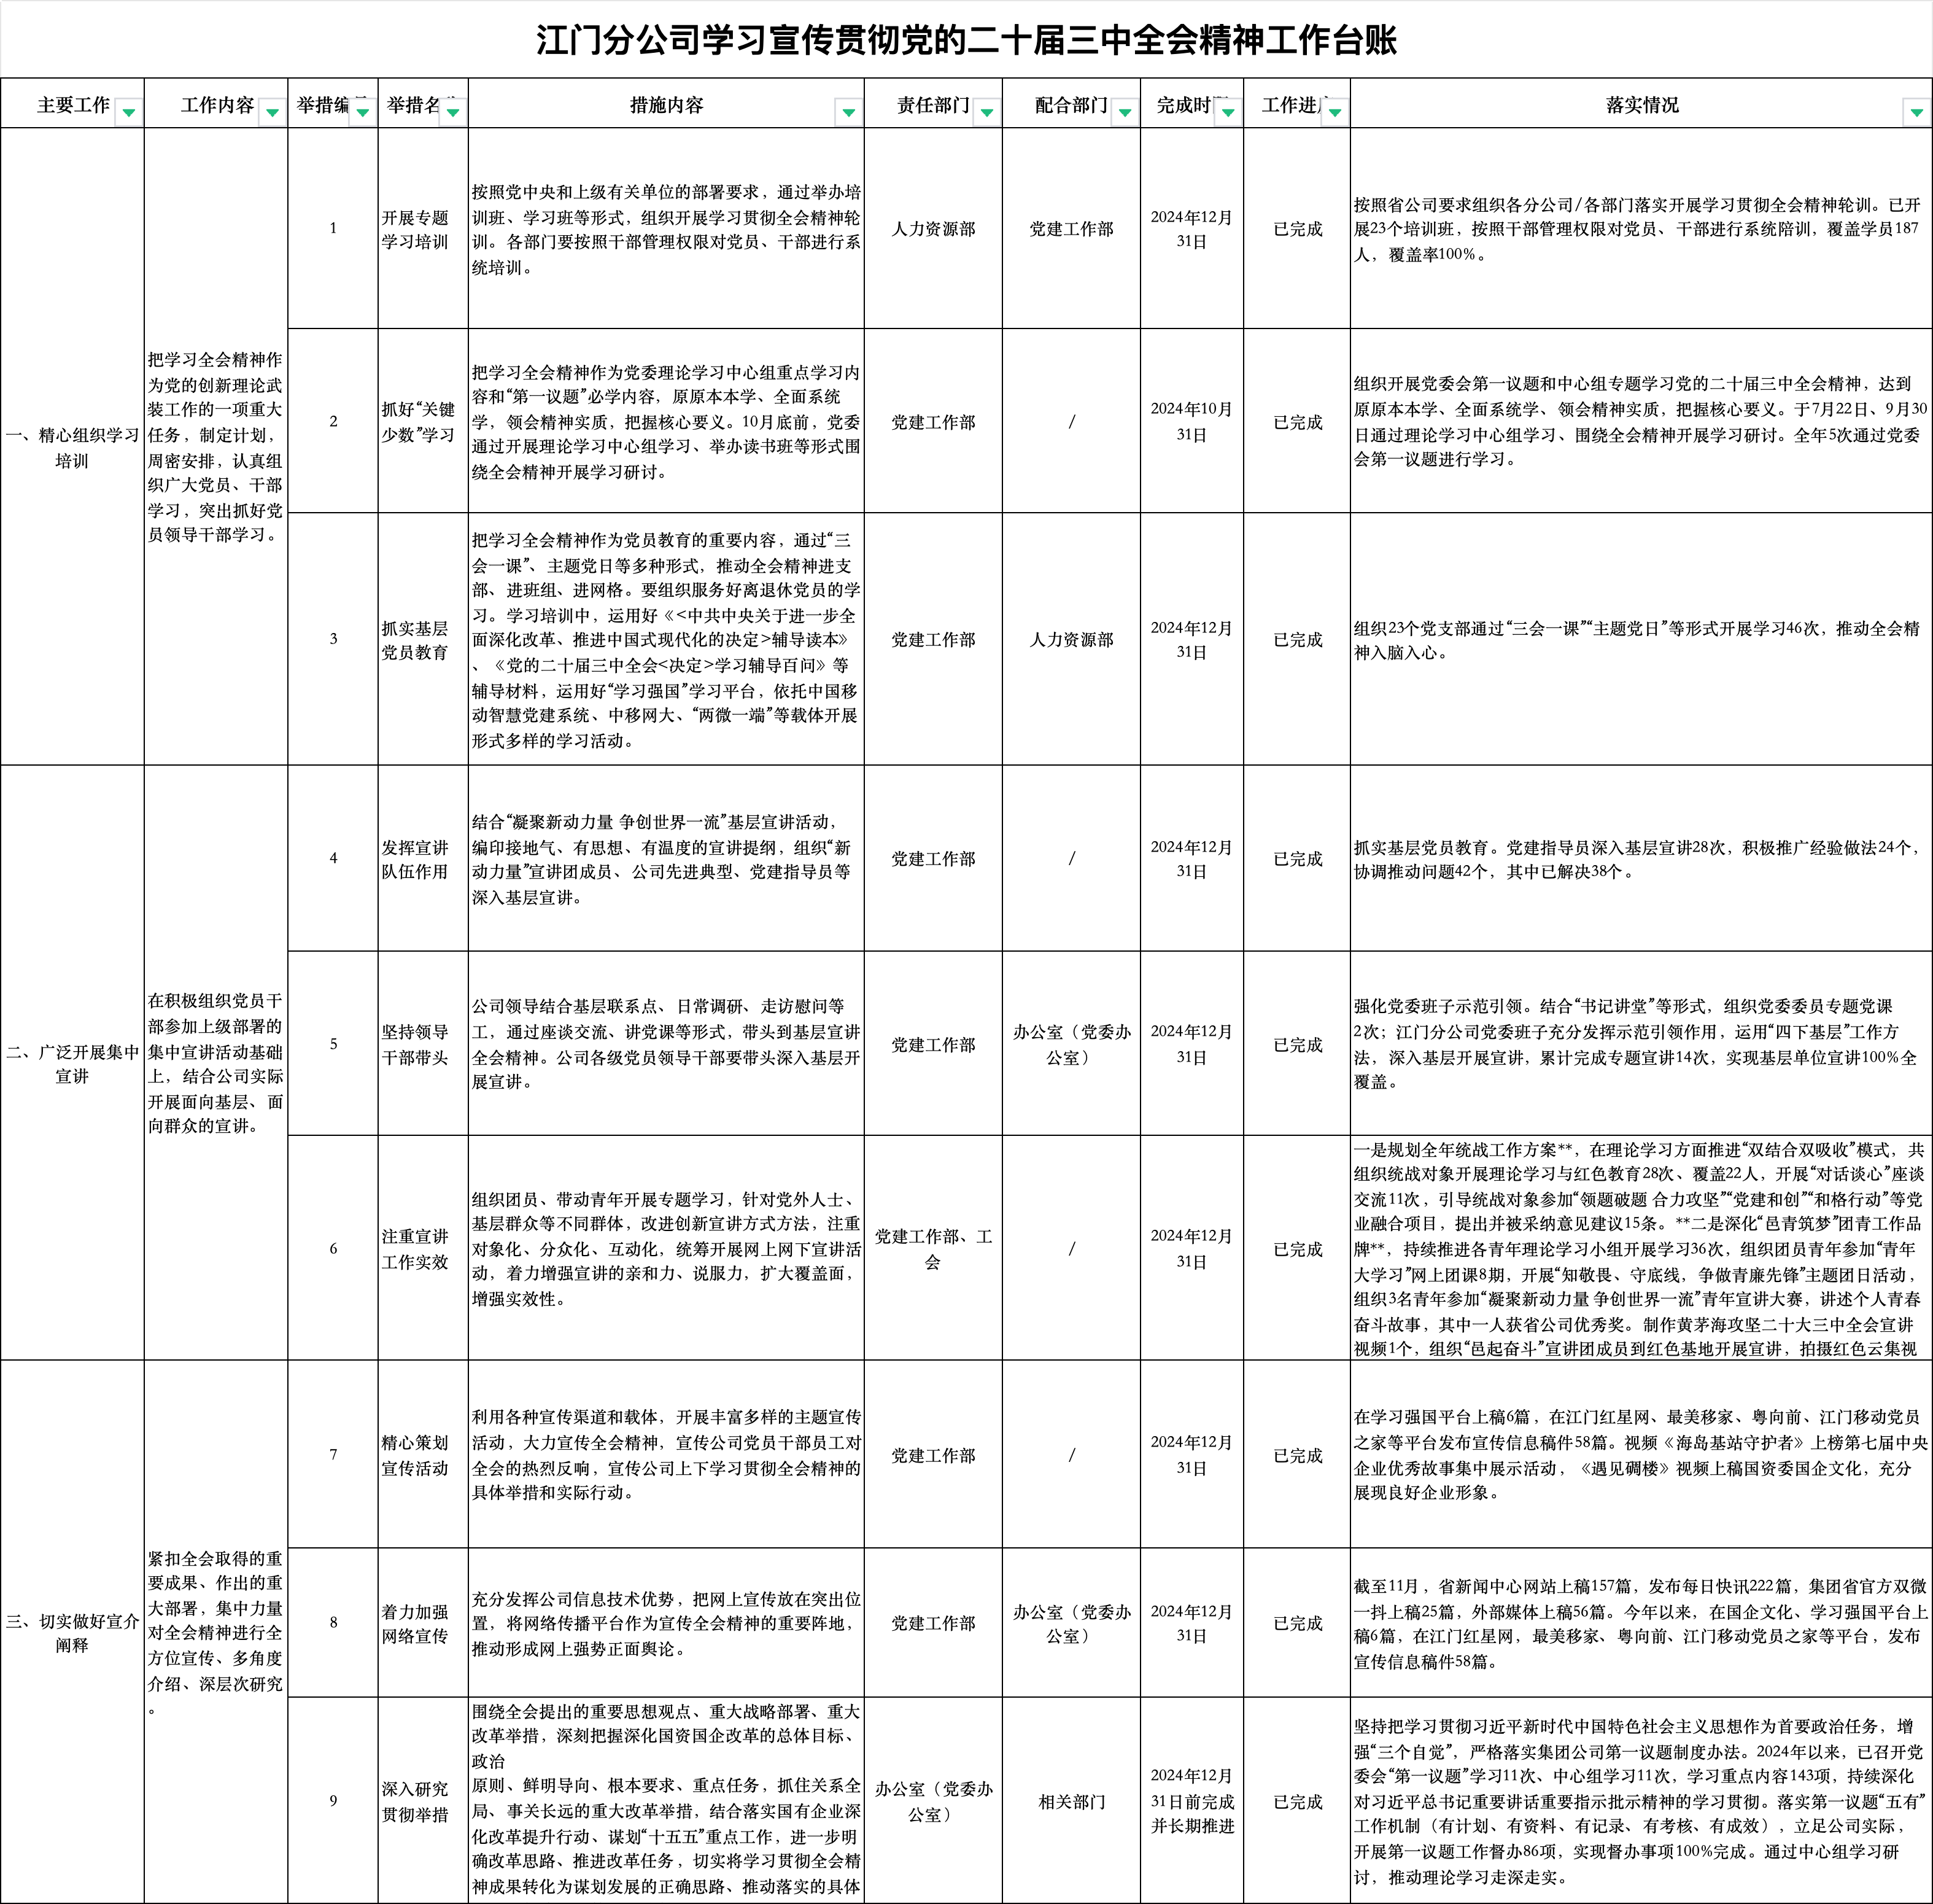 江门分公司学习宣传贯彻党的二十届三中全会精神工作台账
主要工作
工作内容
举措编
举措名
措施内容
责任部门
配合部门
完成时
工作进
落实情况
一、精心组织学习
培训
把学习全会精神作
为党的创新理论武
装工作的一项重大
任务，制定计划，
周密安排，认真组
织广大党员、干部
学习，突出抓好党
员领导干部学习。
1
开展专题
学习培训
按照党中央和上级有关单位的部署要求，通过举办培
训班、学习班等形式，组织开展学习贯彻全会精神轮
训。各部门要按照干部管理权限对党员、干部进行系
统培训。
人力资源部
党建工作部
2024年12月
31日
已完成
按照省公司要求组织各分公司/各部门落实开展学习贯彻全会精神轮训。已开
展23个培训班，按照干部管理权限对党员、干部进行系统陪训，覆盖学员187
人，覆盖率100%。
2
抓好“关键
少数”学习
把学习全会精神作为党委理论学习中心组重点学习内
容和“第一议题”必学内容，原原本本学、全面系统
学，领会精神实质，把握核心要义。10月底前，党委
通过开展理论学习中心组学习、举办读书班等形式围
绕全会精神开展学习研讨。
党建工作部
/
2024年10月
31日
已完成
组织开展党委会第一议题和中心组专题学习党的二十届三中全会精神，达到
原原本本学、全面系统学、领会精神实质，把握核心要义。于7月22日、9月30
日通过理论学习中心组学习、围绕全会精神开展学习研讨。全年5次通过党委
会第一议题进行学习。
3
抓实基层
党员教育
把学习全会精神作为党员教育的重要内容，通过“三
会一课”、主题党日等多种形式，推动全会精神进支
部、进班组、进网格。要组织服务好离退休党员的学
习。学习培训中，运用好《<中共中央关于进一步全
面深化改革、推进中国式现代化的决定>辅导读本》
、《党的二十届三中全会<决定>学习辅导百问》等
辅导材料，运用好“学习强国”学习平台，依托中国移
动智慧党建系统、中移网大、“两微一端”等载体开展
形式多样的学习活动。
党建工作部
人力资源部
2024年12月
31日
已完成
组织23个党支部通过“三会一课”“主题党日”等形式开展学习46次，推动全会精
神入脑入心。
二、广泛开展集中
宣讲
在积极组织党员干
部参加上级部署的
集中宣讲活动基础
上，结合公司实际
开展面向基层、面
向群众的宣讲。
4
发挥宣讲
队伍作用
结合“凝聚新动力量 争创世界一流”基层宣讲活动，
编印接地气、有思想、有温度的宣讲提纲，组织“新
动力量”宣讲团成员、公司先进典型、党建指导员等
深入基层宣讲。
党建工作部
/
2024年12月
31日
已完成
抓实基层党员教育。党建指导员深入基层宣讲28次，积极推广经验做法24个，
协调推动问题42个，其中已解决38个。
5
坚持领导
干部带头
公司领导结合基层联系点、日常调研、走访慰问等
工，通过座谈交流、讲党课等形式，带头到基层宣讲
全会精神。公司各级党员领导干部要带头深入基层开
展宣讲。
党建工作部
办公室（党委办
公室）
2024年12月
31日
已完成
强化党委班子示范引领。结合“书记讲堂”等形式，组织党委委员专题党课
2次；江门分公司党委班子充分发挥示范引领作用，运用“四下基层”工作方
法，深入基层开展宣讲，累计完成专题宣讲14次，实现基层单位宣讲100%全
覆盖。
6
注重宣讲
工作实效
组织团员、带动青年开展专题学习，针对党外人士、
基层群众等不同群体，改进创新宣讲方式方法，注重
对象化、分众化、互动化，统筹开展网上网下宣讲活
动，着力增强宣讲的亲和力、说服力，扩大覆盖面，
增强实效性。
党建工作部、工
会
/
2024年12月
31日
已完成
一是规划全年统战工作方案**，在理论学习方面推进“双结合双吸收”模式，共
组织统战对象开展理论学习与红色教育28次、覆盖22人，开展“对话谈心”座谈
交流11次，引导统战对象参加“领题破题 合力攻坚”“党建和创”“和格行动”等党
业融合项目，提出并被采纳意见建议15条。**二是深化“邑青筑梦”团青工作品
牌**，持续推进各青年理论学习小组开展学习36次，组织团员青年参加“青年
大学习”网上团课8期，开展“知敬畏、守底线，争做青廉先锋”主题团日活动，
组织3名青年参加“凝聚新动力量 争创世界一流”青年宣讲大赛，讲述个人青春
奋斗故事，其中一人获省公司优秀奖。制作黄茅海攻坚二十大三中全会宣讲
视频1个，组织“邑起奋斗”宣讲团成员到红色基地开展宣讲，拍摄红色云集视
三、切实做好宣介
阐释
紧扣全会取得的重
要成果、作出的重
大部署，集中力量
对全会精神进行全
方位宣传、多角度
介绍、深层次研究
。
7
精心策划
宣传活动
利用各种宣传渠道和载体，开展丰富多样的主题宣传
活动，大力宣传全会精神，宣传公司党员干部员工对
全会的热烈反响，宣传公司上下学习贯彻全会精神的
具体举措和实际行动。
党建工作部
/
2024年12月
31日
已完成
在学习强国平台上稿6篇，在江门红星网、最美移家、粤向前、江门移动党员
之家等平台发布宣传信息稿件58篇。视频《海岛基站守护者》上榜第七届中央
企业优秀故事集中展示活动，《遇见碉楼》视频上稿国资委国企文化，充分
展现良好企业形象。
8
着力加强
网络宣传
充分发挥公司信息技术优势，把网上宣传放在突出位
置，将网络传播平台作为宣传全会精神的重要阵地，
推动形成网上强势正面舆论。
党建工作部
办公室（党委办
公室）
2024年12月
31日
已完成
截至11月，省新闻中心网站上稿157篇，发布每日快讯222篇，集团省官方双微
一抖上稿25篇，外部媒体上稿56篇。今年以来，在国企文化、学习强国平台上
稿6篇，在江门红星网，最美移家、粤向前、江门移动党员之家等平台，发布
宣传信息稿件58篇。
9
深入研究
贯彻举措
围绕全会提出的重要思想观点、重大战略部署、重大
改革举措，深刻把握深化国资国企改革的总体目标、
政治
原则、鲜明导向、根本要求、重点任务，抓住关系全
局、事关长远的重大改革举措，结合落实国有企业深
化改革提升行动、谋划“十五五”重点工作，进一步明
确改革思路、推进改革任务，切实将学习贯彻全会精
神成果转化为谋划发展的正确思路、推动落实的具体
办公室（党委办
公室）
相关部门
2024年12月
31日前完成
并长期推进
已完成
坚持把学习贯彻习近平新时代中国特色社会主义思想作为首要政治任务，增
强“三个自觉”，严格落实集团公司第一议题制度办法。2024年以来，已召开党
委会“第一议题”学习11次、中心组学习11次，学习重点内容143项，持续深化
对习近平总书记重要讲话重要指示批示精神的学习贯彻。落实第一议题“五有”
工作机制（有计划、有资料、有记录、有考核、有成效），立足公司实际，
开展第一议题工作督办86项，实现督办事项100%完成。通过中心组学习研
讨，推动理论学习走深走实。